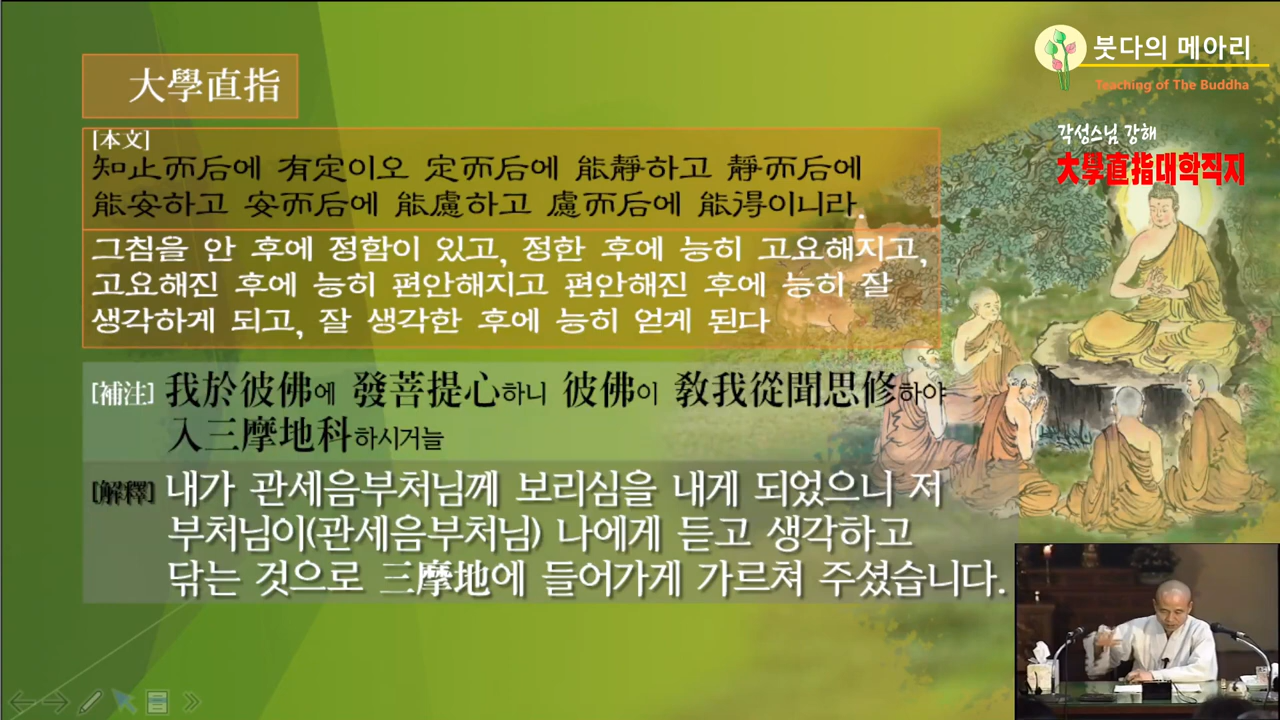 大學直指
[本文]
知止而后에 有定이오 定而后에 能靜하고 靜而后에
能安하고 安而后에 能慮하고 慮而后에 能得이니라.
그침을 안 후에 정함이 있고, 정한 후에 능히 고요해지고,
고요해진 후에 능히 편안해지고 편안해진 후에 능히 잘
생각하게 되고, 잘 생각한 후에 능히 얻게 된다
[補注] 我於彼佛에 發菩提心하니 彼佛이 敎我從聞思修하야
入三摩地科하시거늘
[解釋] 내가 관세음부처님께 보리심을 내게 되었으니 저
부처님이(관세음부처님) 나에게 듣고 생각하고
닦는 것으로 三摩地에 들어가게 가르쳐 주셨습니다.
붓다의 메아리
Teaching of The Buddha
각성스님 강해
大學直指대학직지